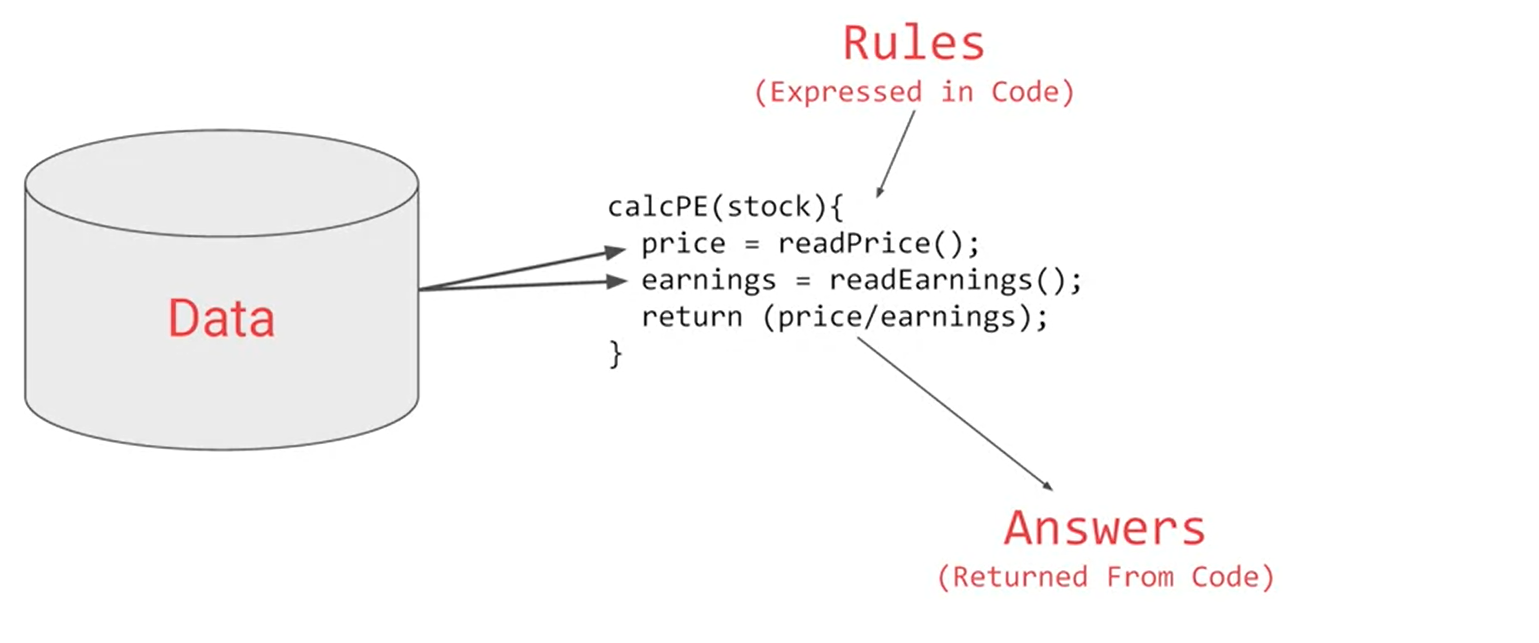 Rules
(Expressed in Code)
Data
calcPE(stock){
price = readPrice();
earnings = readEarnings();
return (price/earnings);
}
Answers
(Returned From Code)